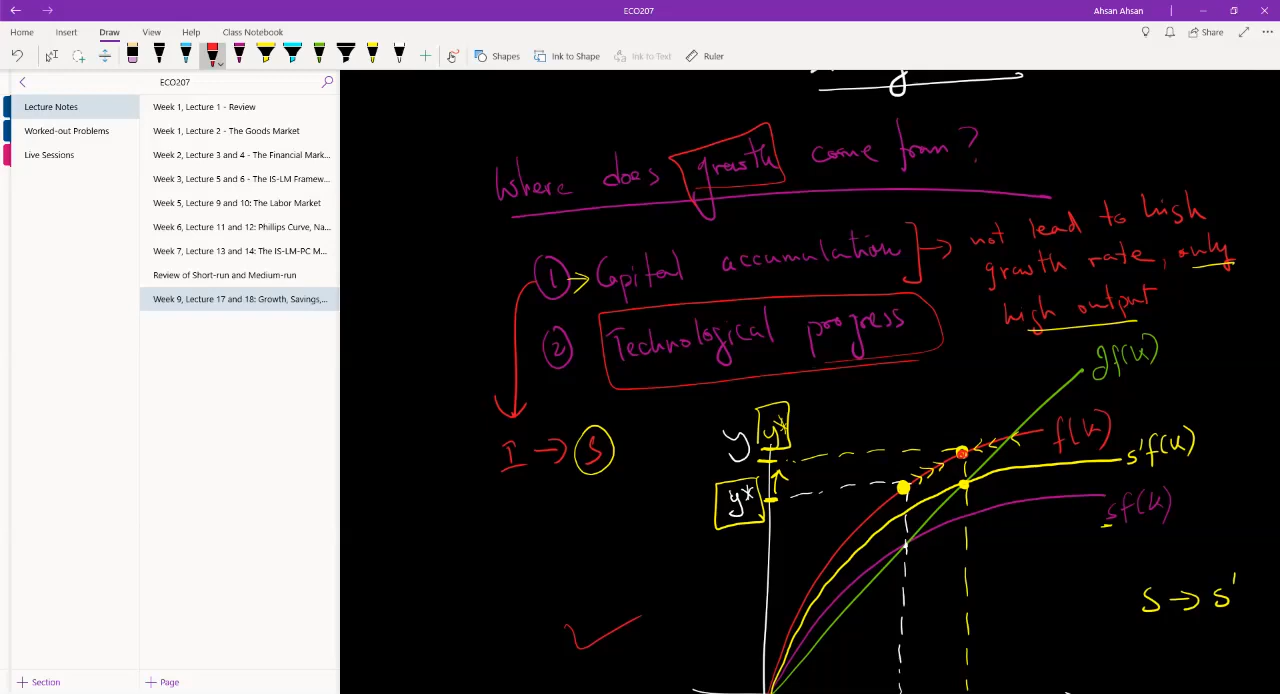 ECO207
Ahsan Ahsan
Home
Insert
Draw
View
Help
Class Notebook
Share
Shapes
Ink to Shape
Ink to Text
Ruler
ECO207
Lecture Notes
Worked-out Problems
Live Sessions
Week 1, Lecture 1 - Review
Week 1, Lecture 2 - The Goods Market
Week 2, Lecture 3 and 4 - The Financial Mark...
Week 3, Lecture 5 and 6 - The IS-LM Framew...
Week 5, Lecture 9 and 10: The Labor Market
Week 6, Lecture 11 and 12: Phillips Curve, Na...
Week 7, Lecture 13 and 14: The IS-LM-PC M...
Review of Short-run and Medium-run
Week 9, Lecture 17 and 18: Growth, Savings,...
Section
Page
Where does growth come from?
① → Capital accumulation → not lead to high
growth rate, only
high output
② Technological progress
I → S
y
y*
y*
∂f(k)
f(k)
s'f(k)
sf(k)
S → S'